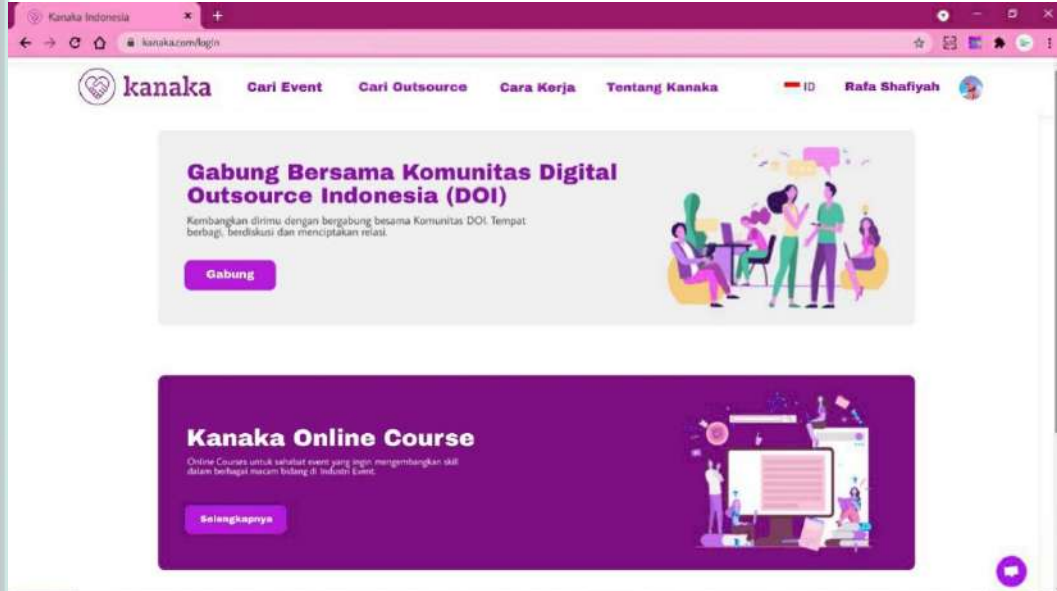 Kanaka Indonesia
kanaka.com/login
kanaka
Cari Event
Cari Outsource
Cara Kerja
Tentang Kanaka
ID
Rafa Shafiyah
Gabung Bersama Komunitas Digital
Outsource Indonesia (DOI)
Kembangkan dirimu dengan bergabung besama Komunitas DOI. Tempat
berbagi, berdiskusi dan menciptakan relasi.
Gabung
Kanaka Online Course
Online Courses untuk sahabat event yang ingin mengembangkan skill
dalam berbagai macam bidang di Industri Event.
Selengkapnya